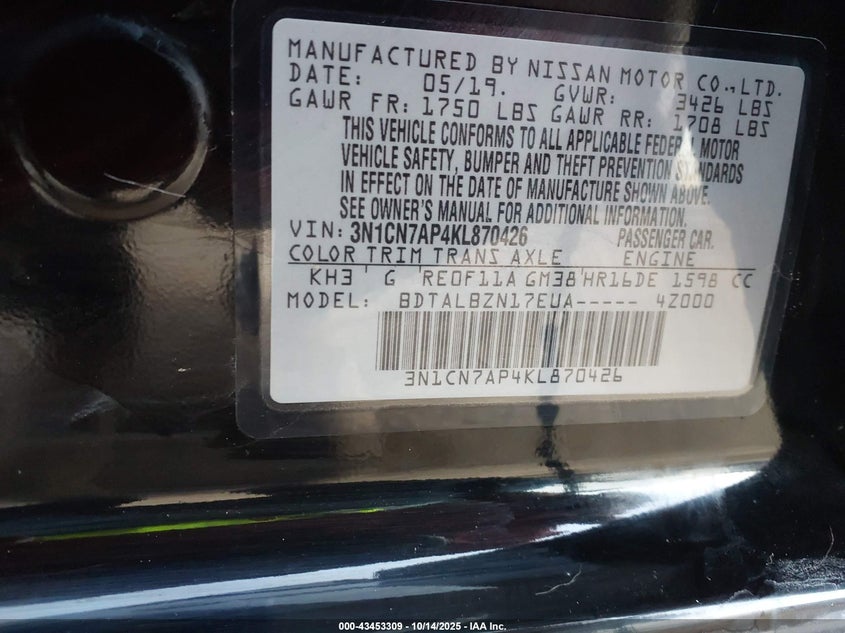 MANUFACTURED BY NISSAN MOTOR CO.,LTD.
DATE: 05/19. GVWR: 3426 LBS
GAWR FR: 1750 LBS GAWR RR: 1708 LBS
THIS VEHICLE CONFORMS TO ALL APPLICABLE FEDERAL MOTOR
VEHICLE SAFETY, BUMPER AND THEFT PREVENTION STANDARDS
IN EFFECT ON THE DATE OF MANUFACTURE SHOWN ABOVE.
SEE OWNER'S MANUAL FOR ADDITIONAL INFORMATION.
VIN: 3N1CN7AP4KL870426 PASSENGER CAR.
COLOR TRIM TRANS AXLE ENGINE
KH3 G RE0F11A GM38 HR16DE 1598 CC
MODEL: BDTALBZN17EUA----- 4Z000
3N1CN7AP4KL870426
000-43453309 - 10/14/2025 - IAA Inc.